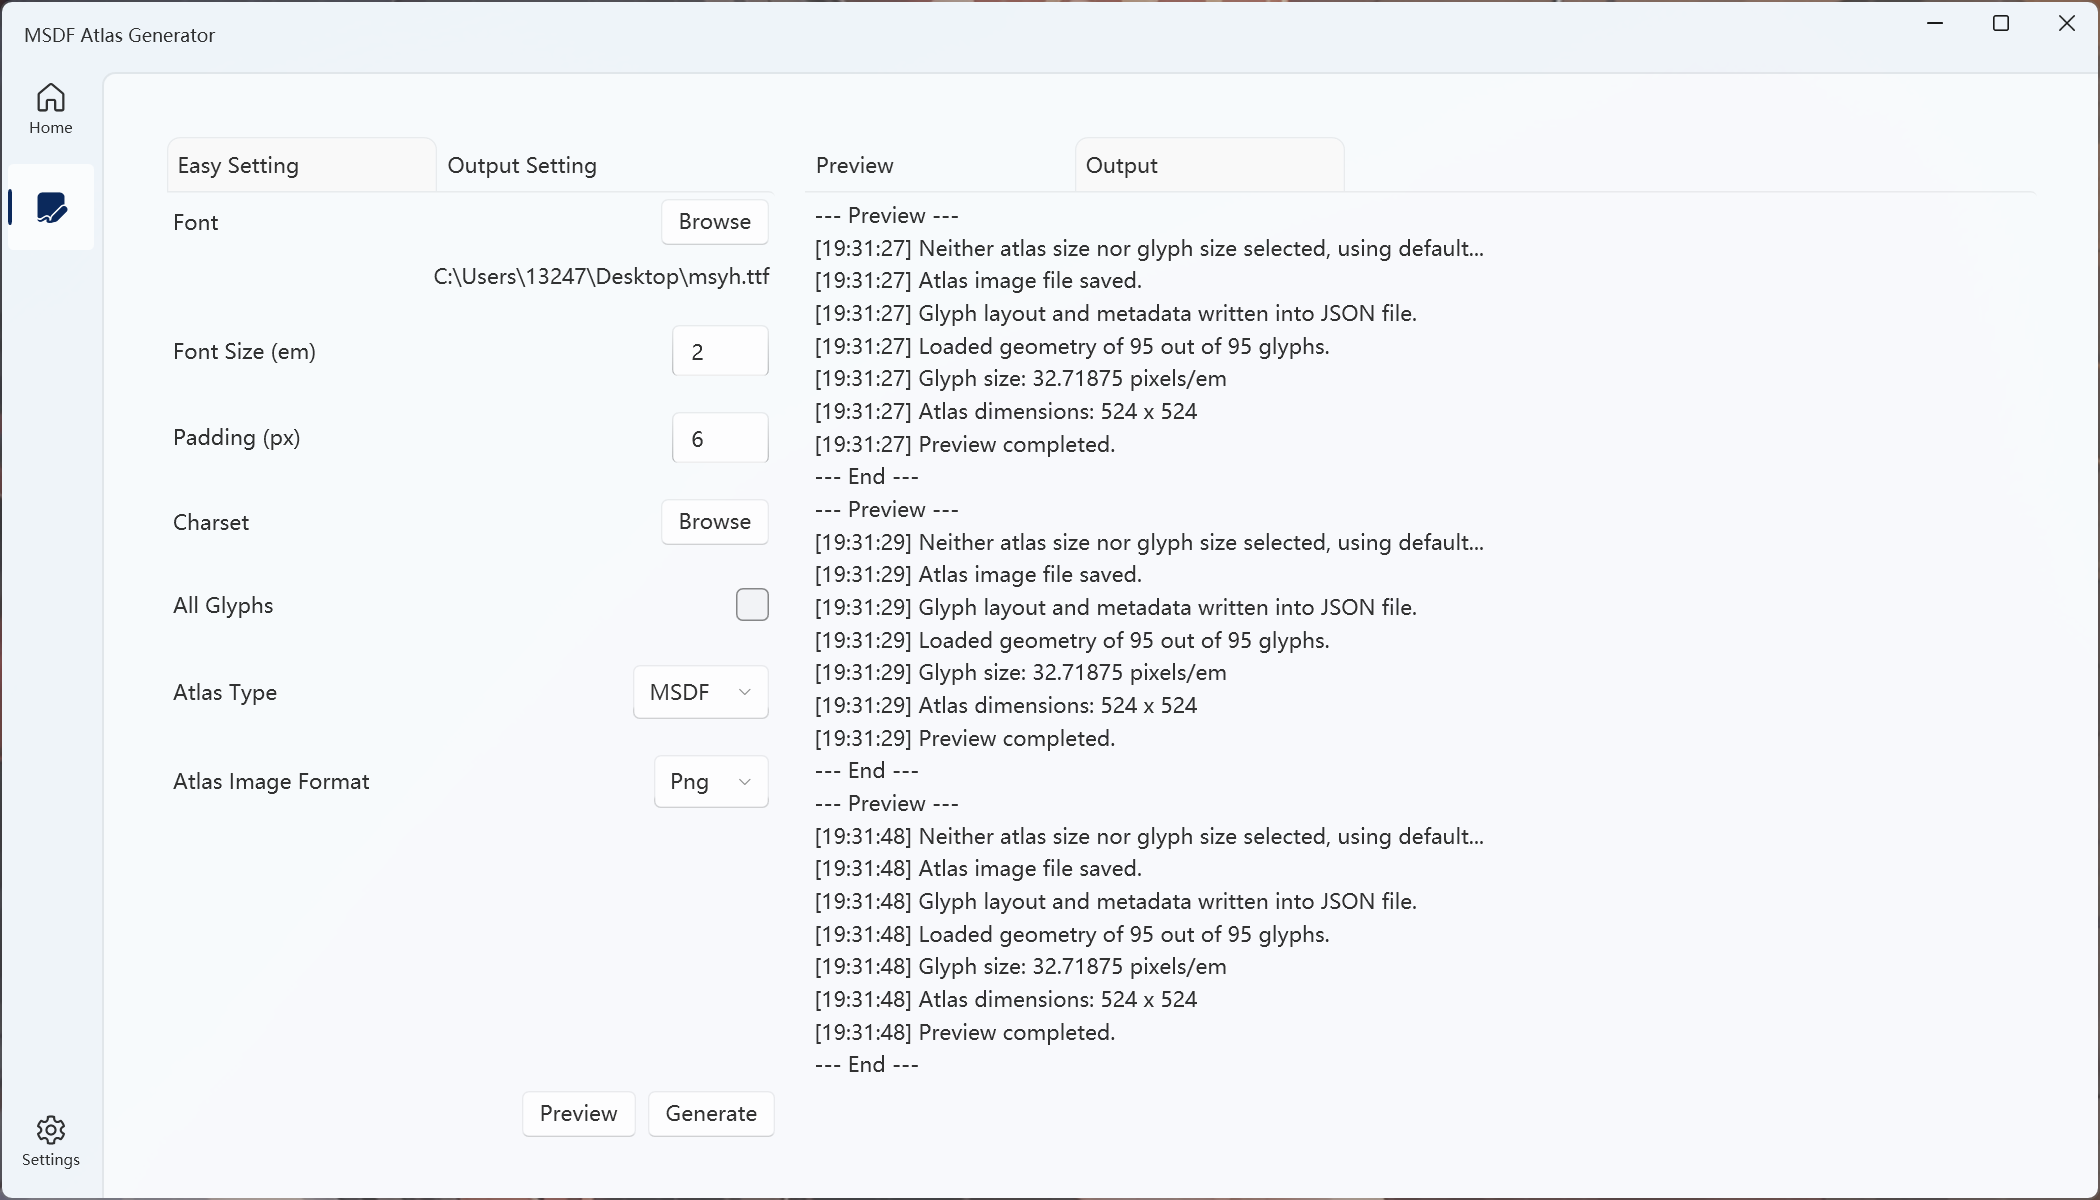 MSDF Atlas Generator
Home
Easy Setting
Output Setting
Font
Browse
C:\Users\13247\Desktop\msyh.ttf
Font Size (em)
2
Padding (px)
6
Charset
Browse
All Glyphs
Atlas Type
MSDF
Atlas Image Format
Png
Preview
Generate
Settings
Preview
Output
--- Preview ---
[19:31:27] Neither atlas size nor glyph size selected, using default...
[19:31:27] Atlas image file saved.
[19:31:27] Glyph layout and metadata written into JSON file.
[19:31:27] Loaded geometry of 95 out of 95 glyphs.
[19:31:27] Glyph size: 32.71875 pixels/em
[19:31:27] Atlas dimensions: 524 x 524
[19:31:27] Preview completed.
--- End ---
--- Preview ---
[19:31:29] Neither atlas size nor glyph size selected, using default...
[19:31:29] Atlas image file saved.
[19:31:29] Glyph layout and metadata written into JSON file.
[19:31:29] Loaded geometry of 95 out of 95 glyphs.
[19:31:29] Glyph size: 32.71875 pixels/em
[19:31:29] Atlas dimensions: 524 x 524
[19:31:29] Preview completed.
--- End ---
--- Preview ---
[19:31:48] Neither atlas size nor glyph size selected, using default...
[19:31:48] Atlas image file saved.
[19:31:48] Glyph layout and metadata written into JSON file.
[19:31:48] Loaded geometry of 95 out of 95 glyphs.
[19:31:48] Glyph size: 32.71875 pixels/em
[19:31:48] Atlas dimensions: 524 x 524
[19:31:48] Preview completed.
--- End ---